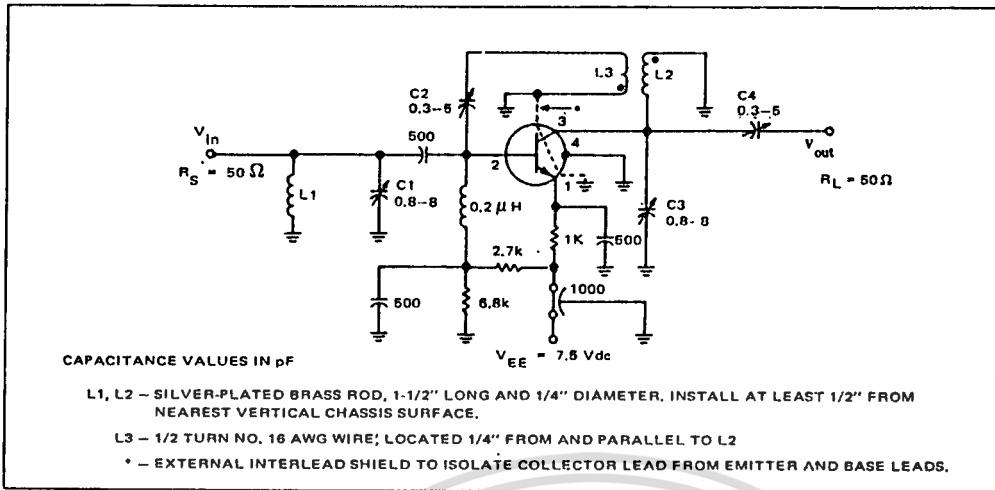 L3
L2
C2
0.3–5
C4
0.3–5
3
4
V_in
500
2
V_out
R_S = 50 Ω
R_L = 50Ω
L1
C1
0.8–8
1
0.2 μH
1K
500
C3
0.8-8
2.7k
500
6.8k
1000
V_EE = 7.5 Vdc
CAPACITANCE VALUES IN pF
L1, L2 – SILVER-PLATED BRASS ROD, 1-1/2" LONG AND 1/4" DIAMETER. INSTALL AT LEAST 1/2" FROM
NEAREST VERTICAL CHASSIS SURFACE.
L3 – 1/2 TURN NO. 16 AWG WIRE; LOCATED 1/4" FROM AND PARALLEL TO L2
* – EXTERNAL INTERLEAD SHIELD TO ISOLATE COLLECTOR LEAD FROM EMITTER AND BASE LEADS.